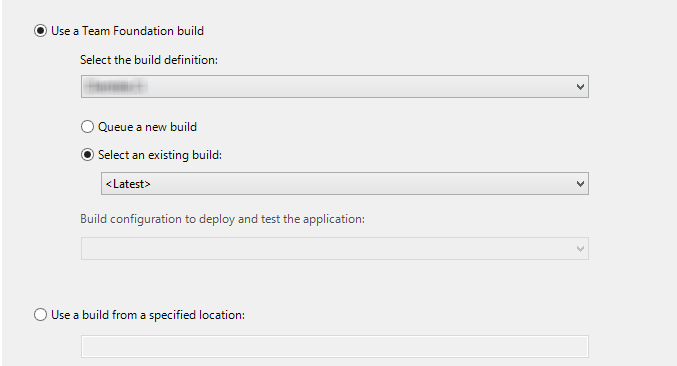 Use a Team Foundation build
Select the build definition:
Queue a new build
Select an existing build:
<Latest>
Build configuration to deploy and test the application:
Use a build from a specified location: